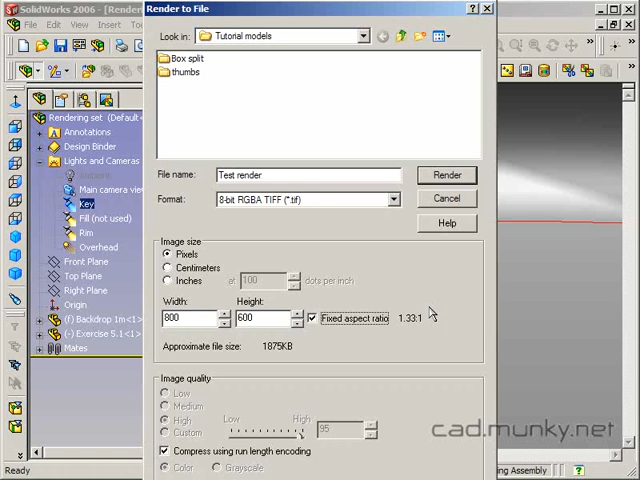 SolidWorks 2006 - [Render
File Edit View Insert
Rendering set (Default<
Annotations
Design Binder
Lights and Cameras
Main camera view
Key
Fill (not used)
Rim
Overhead
Front Plane
Top Plane
Right Plane
Origin
(f) Backdrop 1m<1> (D
(-) Exercise 5.1<1> (D
Mates
Ready
Render to File
Look in: Tutorial models
Box split
thumbs
File name: Test render Render
Format: 8-bit RGBA TIFF (*.tif) Cancel
Help
Image size
Pixels
Centimeters
Inches at 100 dots per inch
Width: Height:
800 600 Fixed aspect ratio 1.33:1
Approximate file size: 1875KB
Image quality
Low
Medium
High
Custom
Low High
95
Compress using run length encoding
Color Grayscale
cad.munky.net
ing Assembly